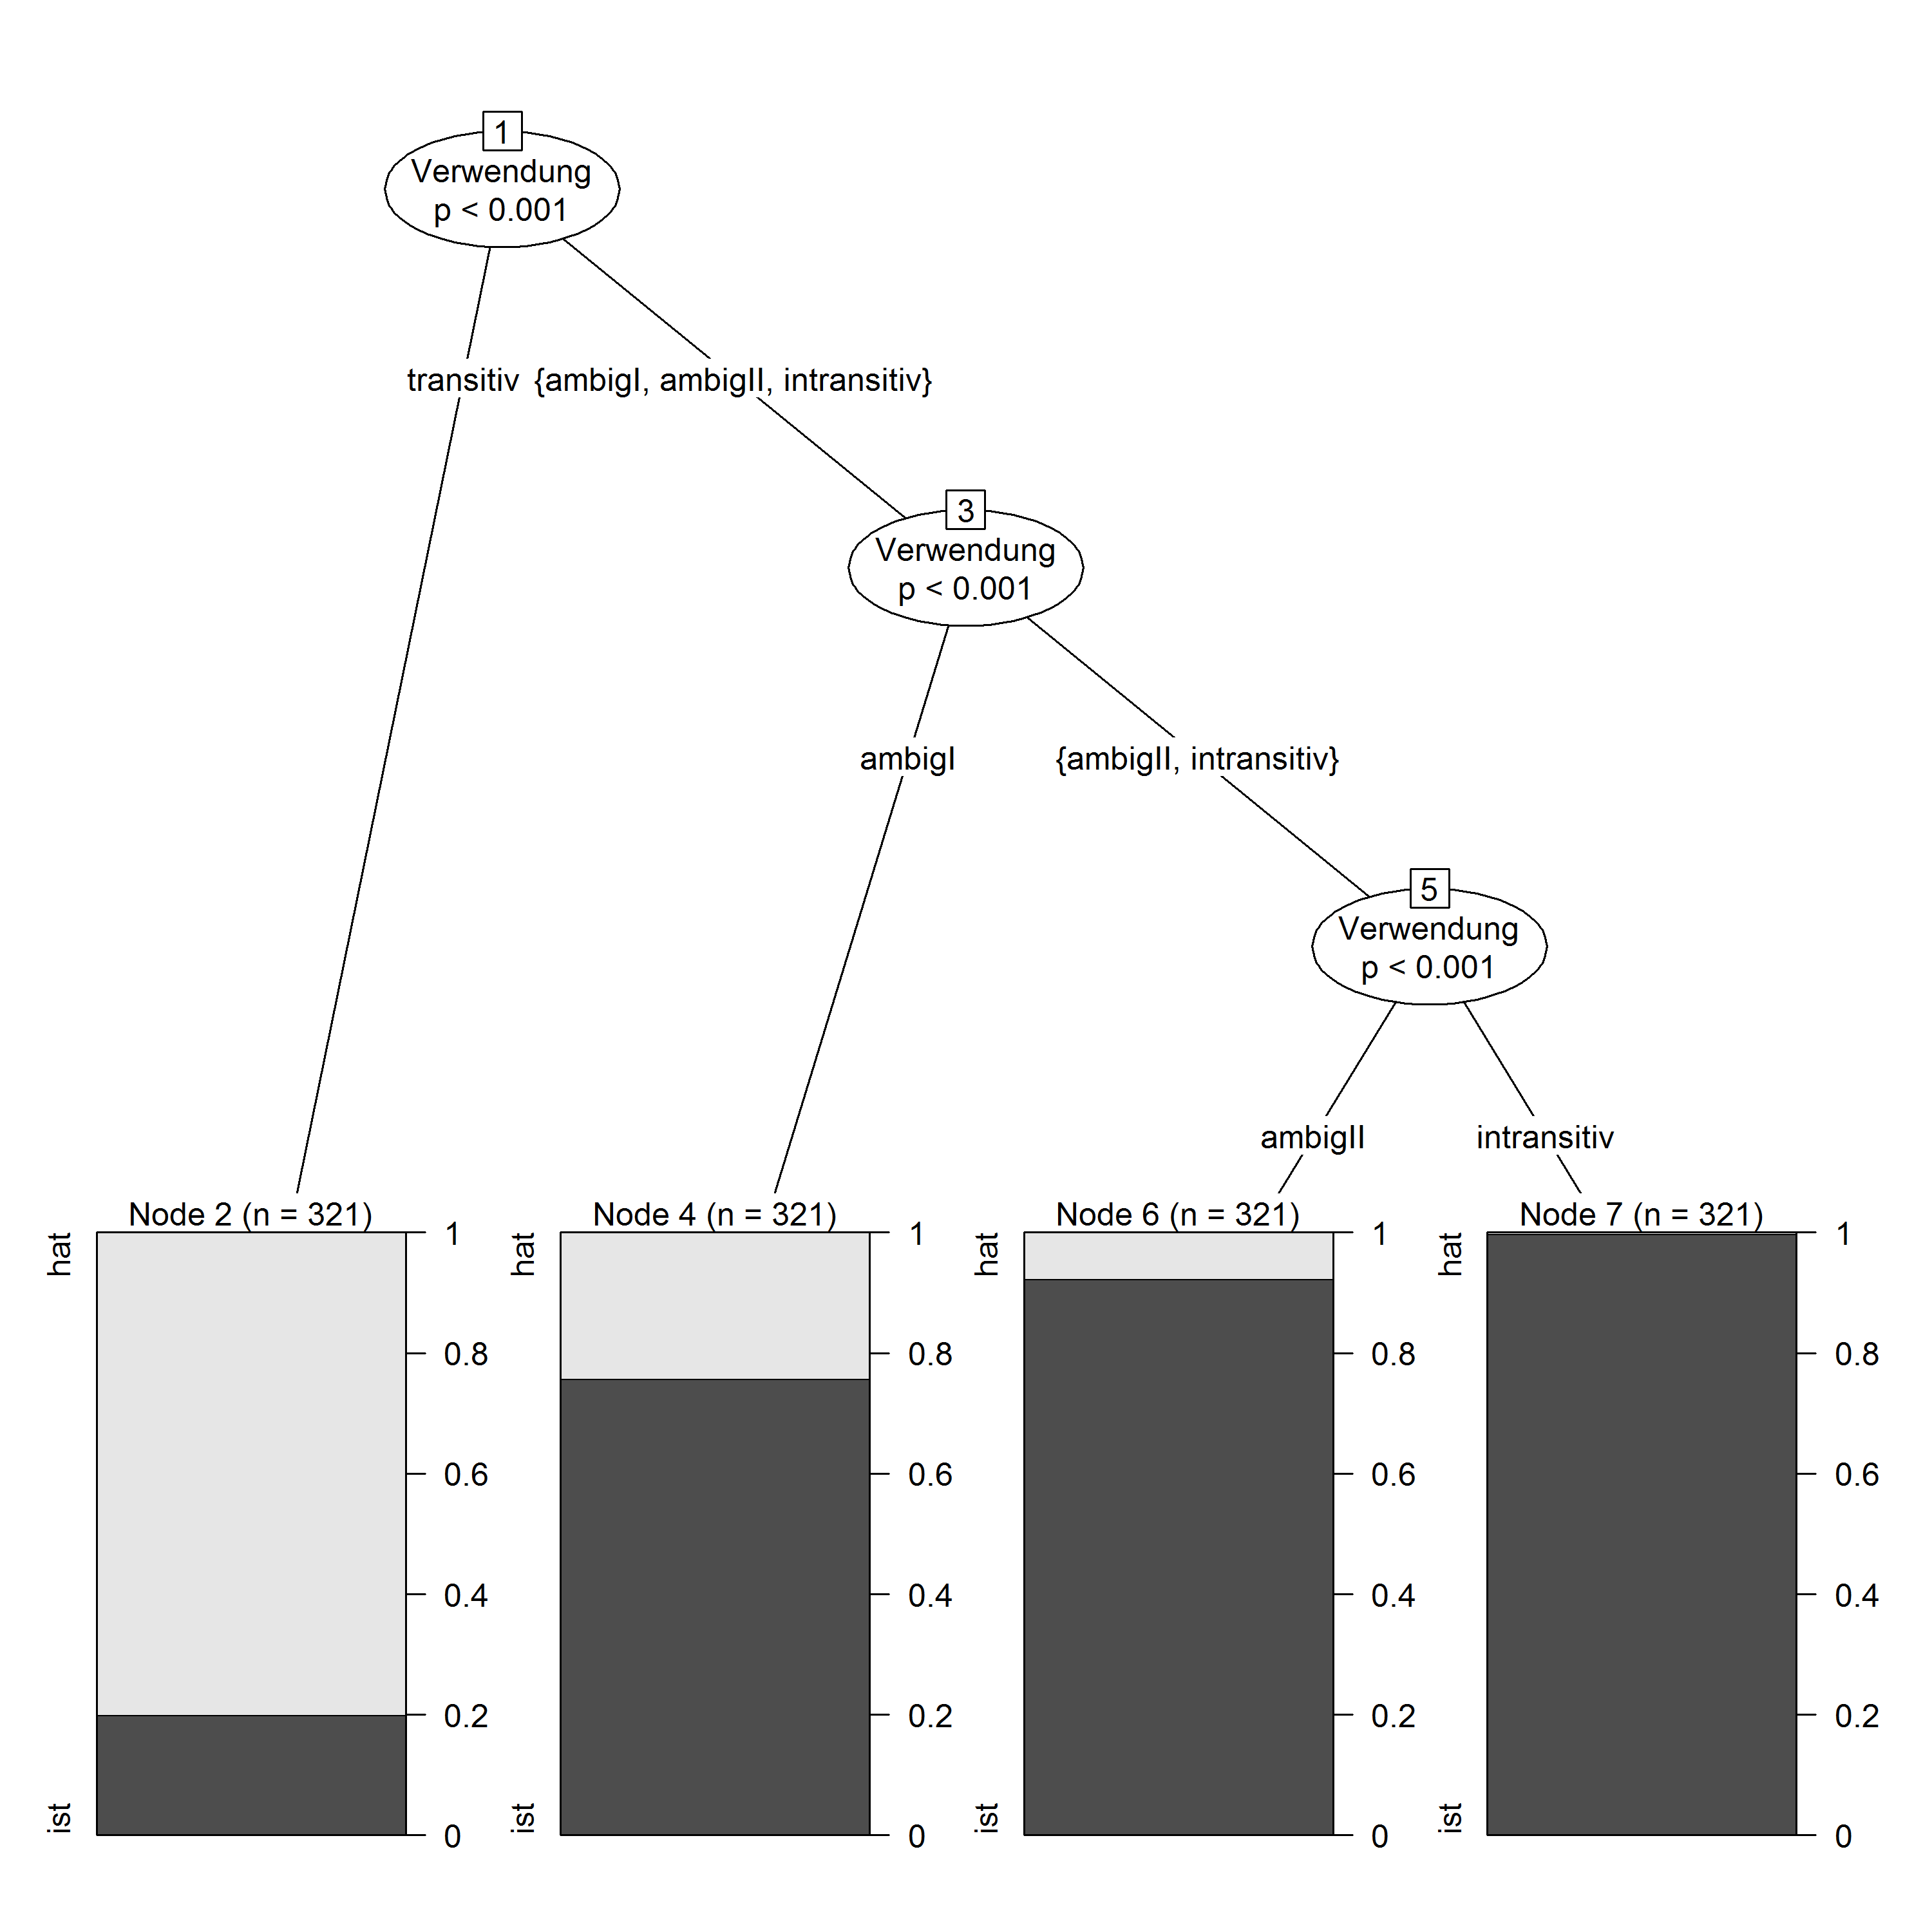 1
Verwendung
p < 0.001
transitiv {ambigI, ambigII, intransitiv}
3
Verwendung
p < 0.001
ambigI {ambigII, intransitiv}
5
Verwendung
p < 0.001
ambigII intransitiv
Node 2 (n = 321)
hat
ist
1
0.8
0.6
0.4
0.2
0
Node 4 (n = 321)
hat
ist
1
0.8
0.6
0.4
0.2
0
Node 6 (n = 321)
hat
ist
1
0.8
0.6
0.4
0.2
0
Node 7 (n = 321)
hat
ist
1
0.8
0.6
0.4
0.2
0